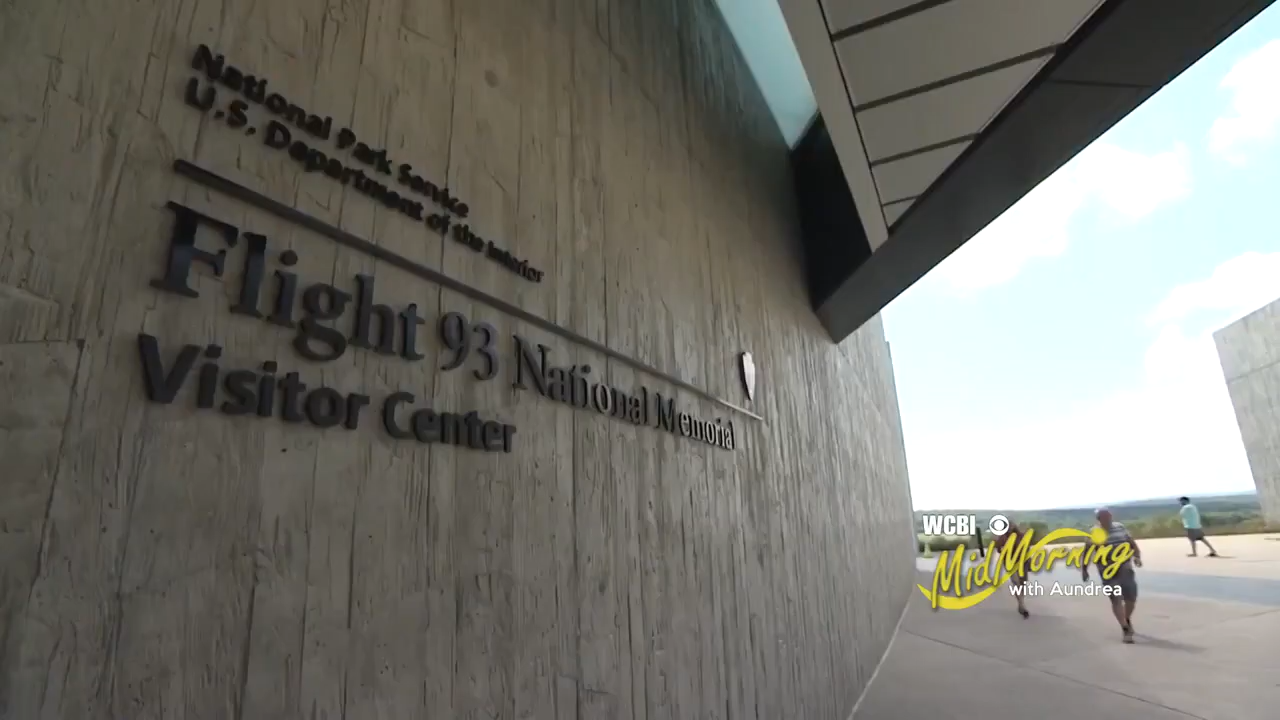 National Park Service
U.S. Department of the Interior
Flight 93 National Memorial
Visitor Center
WCBI
MidMorning
with Aundrea